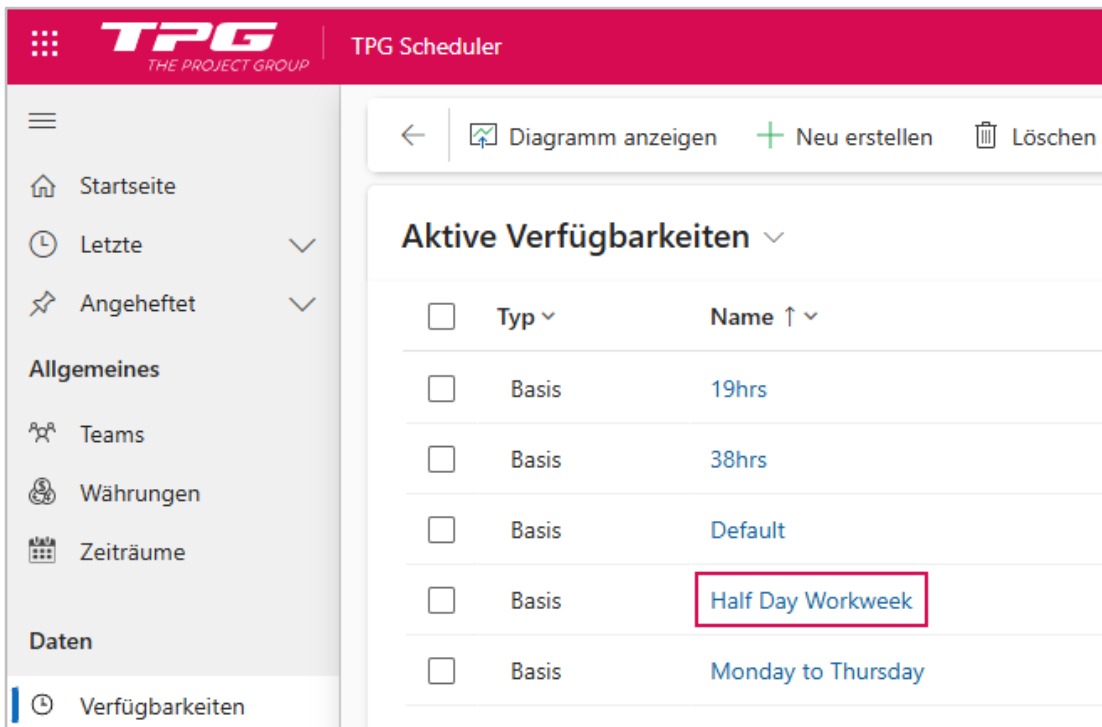 TPG
THE PROJECT GROUP
TPG Scheduler
Diagramm anzeigen Neu erstellen Löschen
Startseite
Letzte
Angeheftet
Allgemeines
Teams
Währungen
Zeiträume
Daten
Verfügbarkeiten
Aktive Verfügbarkeiten
Typ Name ↑
Basis 19hrs
Basis 38hrs
Basis Default
Basis Half Day Workweek
Basis Monday to Thursday